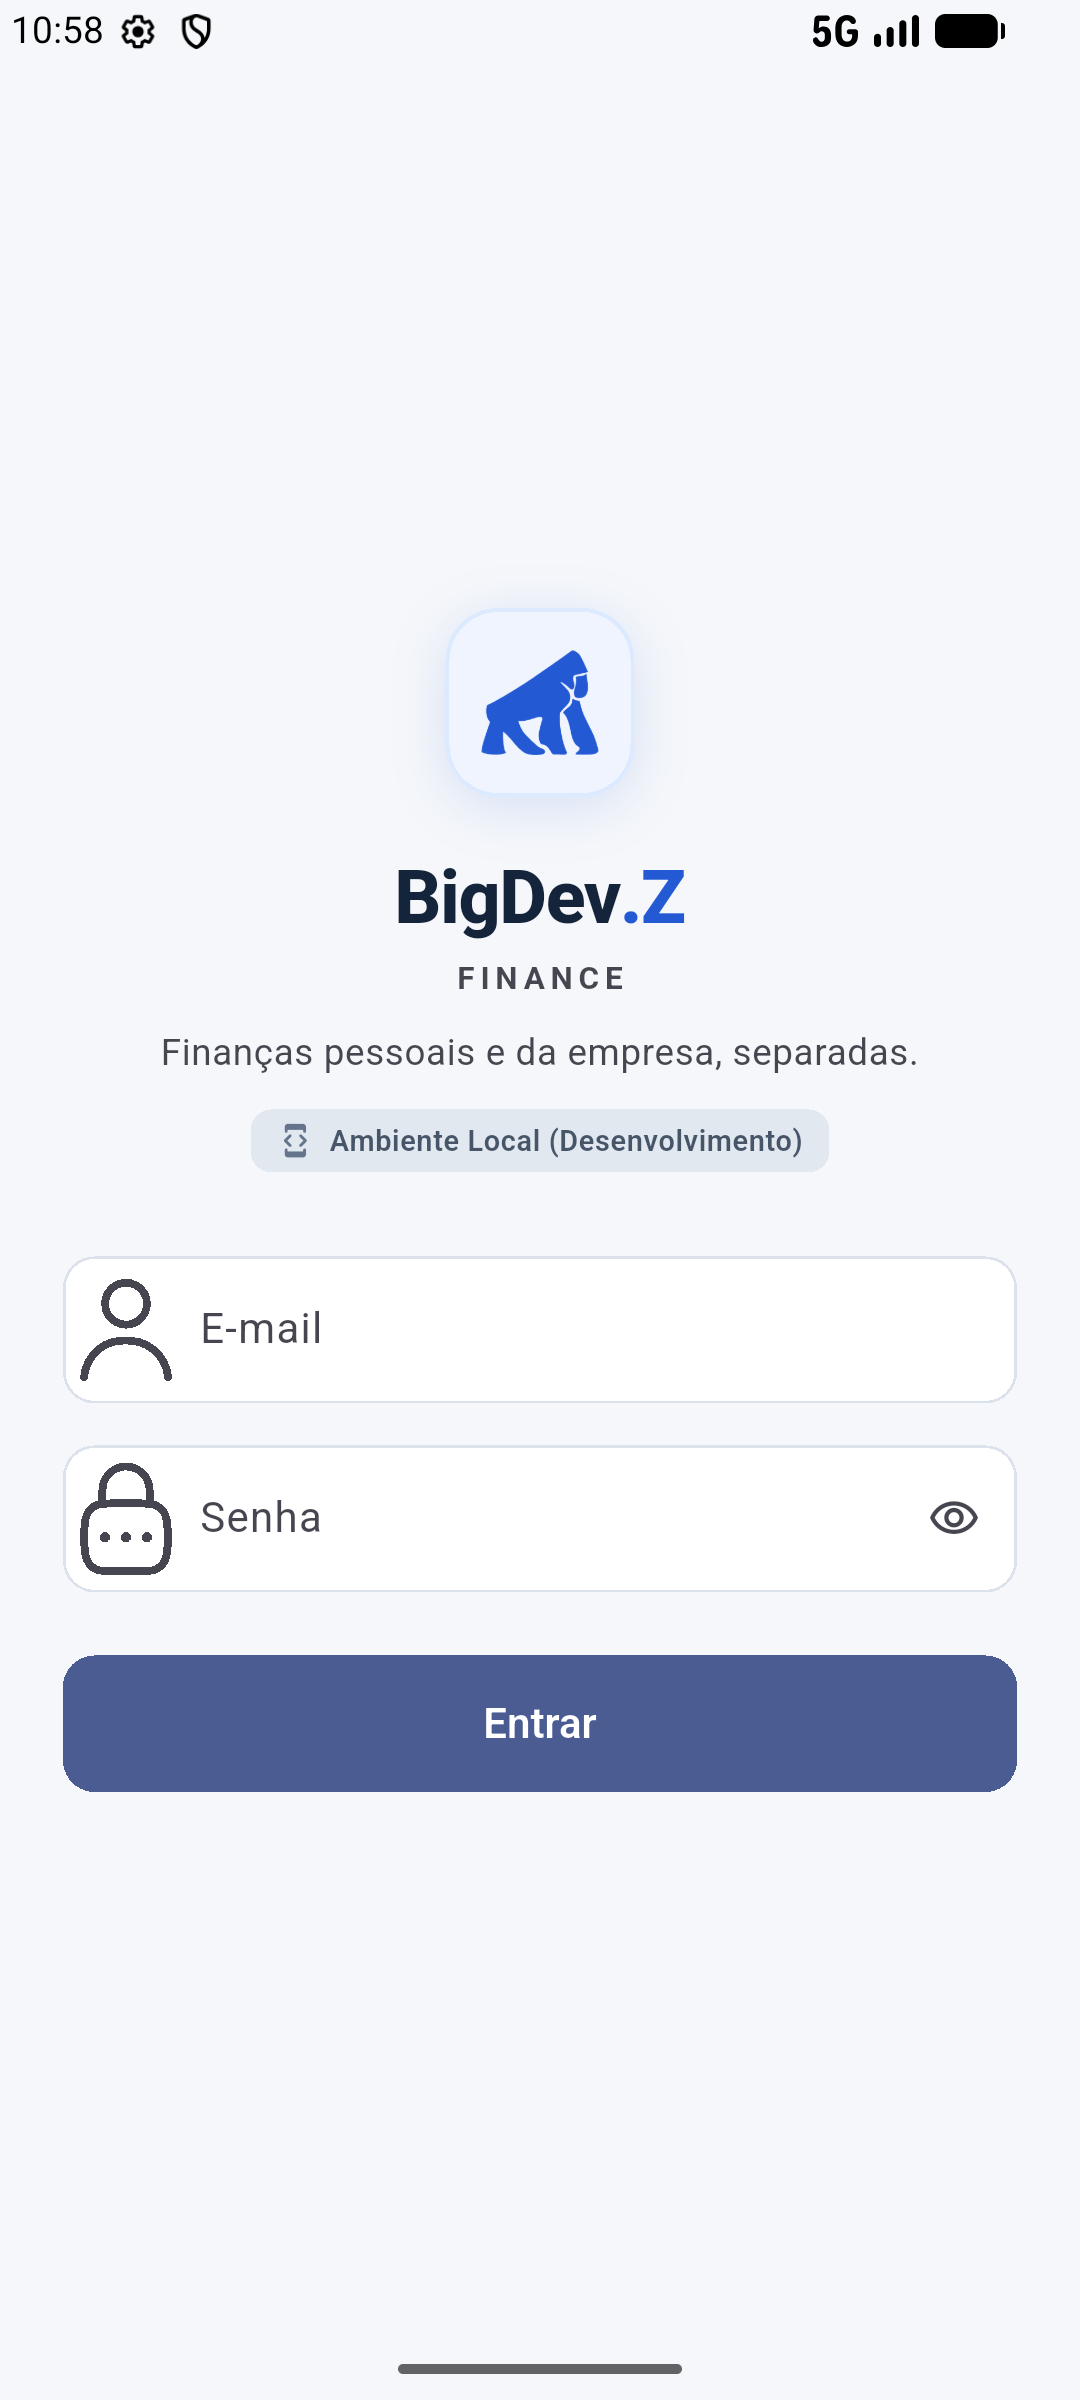 10:58
5G
BigDev.Z
FINANCE
Finanças pessoais e da empresa, separadas.
Ambiente Local (Desenvolvimento)
E-mail
Senha
Entrar